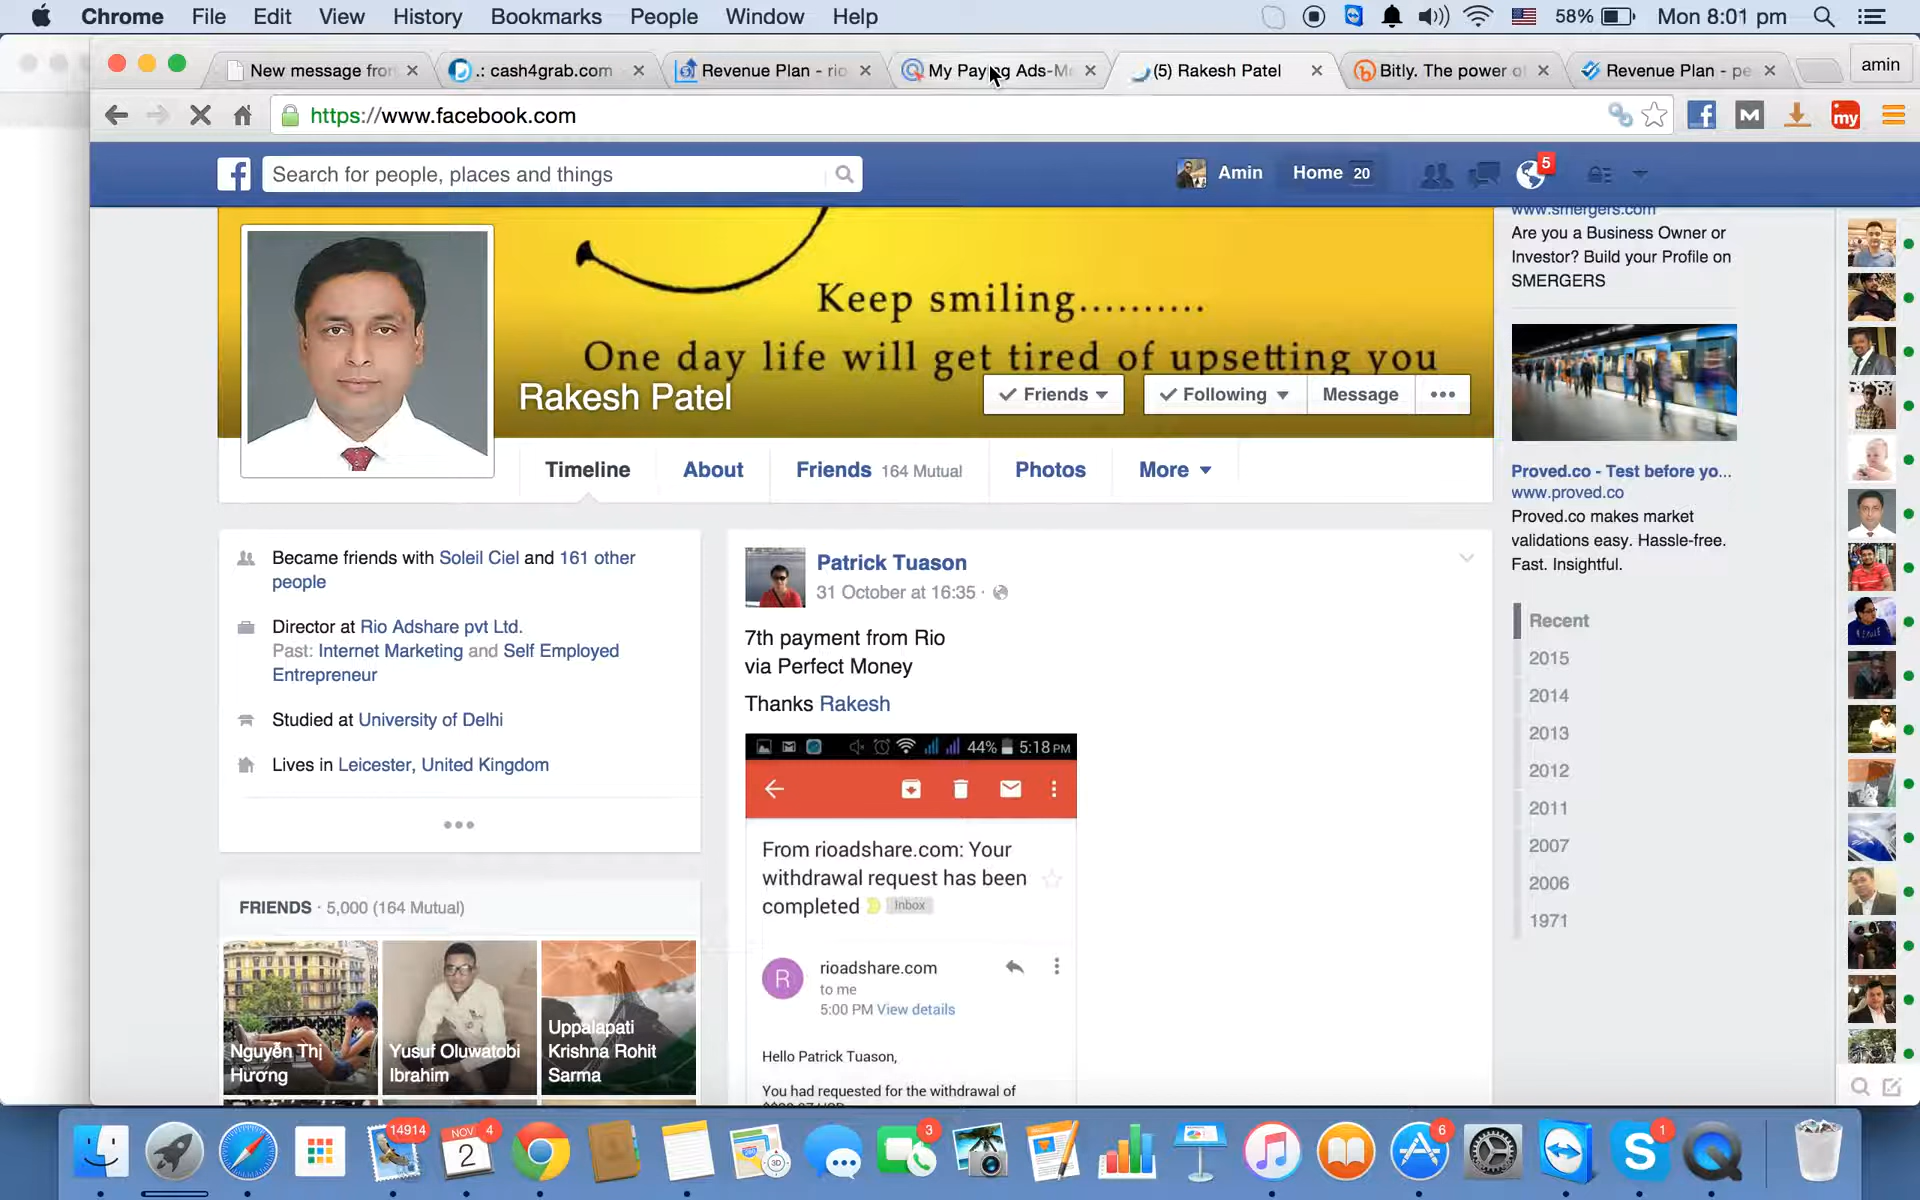 Chrome File Edit View History Bookmarks People Window Help 58% Mon 8:01 pm
New message from .: cash4grab.com Revenue Plan - rio My Paying Ads-M (5) Rakesh Patel Bitly. The power o Revenue Plan - pe amin
https://www.facebook.com M my
f Search for people, places and things Amin Home 20 5
Keep smiling..........
One day life will get tired of upsetting you
Rakesh Patel Friends Following Message
Timeline About Friends 164 Mutual Photos More
www.smergers.com
Are you a Business Owner or
Investor? Build your Profile on
SMERGERS
Proved.co - Test before yo...
www.proved.co
Proved.co makes market
validations easy. Hassle-free.
Fast. Insightful.
Became friends with Soleil Ciel and 161 other
people
Director at Rio Adshare pvt Ltd.
Past: Internet Marketing and Self Employed
Entrepreneur
Studied at University of Delhi
Lives in Leicester, United Kingdom
FRIENDS · 5,000 (164 Mutual)
Nguyễn Thị
Hương
Yusuf Oluwatobi
Ibrahim
Uppalapati
Krishna Rohit
Sarma
Patrick Tuason
31 October at 16:35 ·
7th payment from Rio
via Perfect Money
Thanks Rakesh
44% 5:18 PM
From rioadshare.com: Your
withdrawal request has been
completed Inbox
R rioadshare.com
to me
5:00 PM View details
Hello Patrick Tuason,
You had requested for the withdrawal of
Recent
2015
2014
2013
2012
2011
2007
2006
1971
14914 NOV 4 2 3D 3 6 1